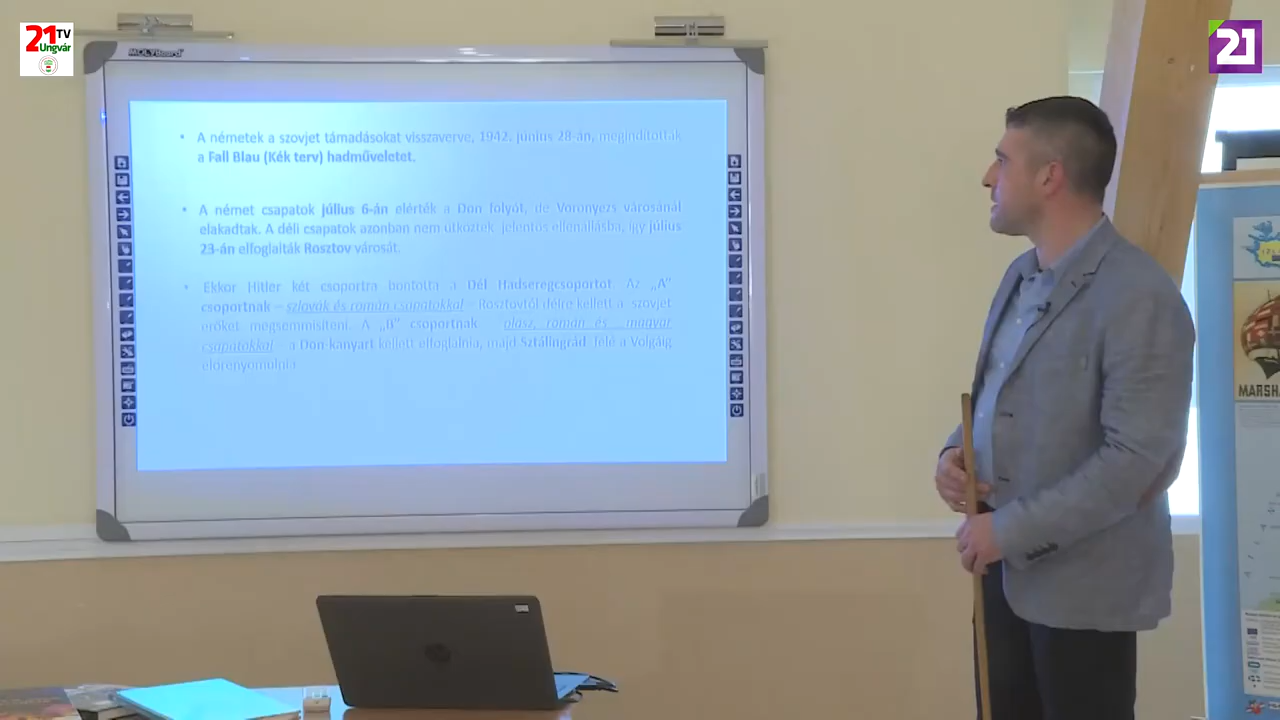 21 TV
Ungvár
21
MOLYBoard
• A németek a szovjet támadásokat visszaverve, 1942. június 28-án, megindították
a Fall Blau (Kék terv) hadműveletet.
• A német csapatok július 6-án elérték a Don folyót, de Voronyezs városánál
elakadtak. A déli csapatok azonban nem ütköztek jelentős ellenállásba, így július
23-án elfoglalták Rosztov városát.
• Ekkor Hitler két csoportra bontotta a Dél Hadseregcsoportot. Az „A”
csoportnak – szlovák és román csapatokkal – Rosztovtól délre kellett a szovjet
erőket megsemmisíteni. A „B” csoportnak – olasz, román és magyar
csapatokkal – a Don-kanyart kellett elfoglalnia, majd Sztálingrád felé a Volgáig
előrenyomulnia.
MARSHA